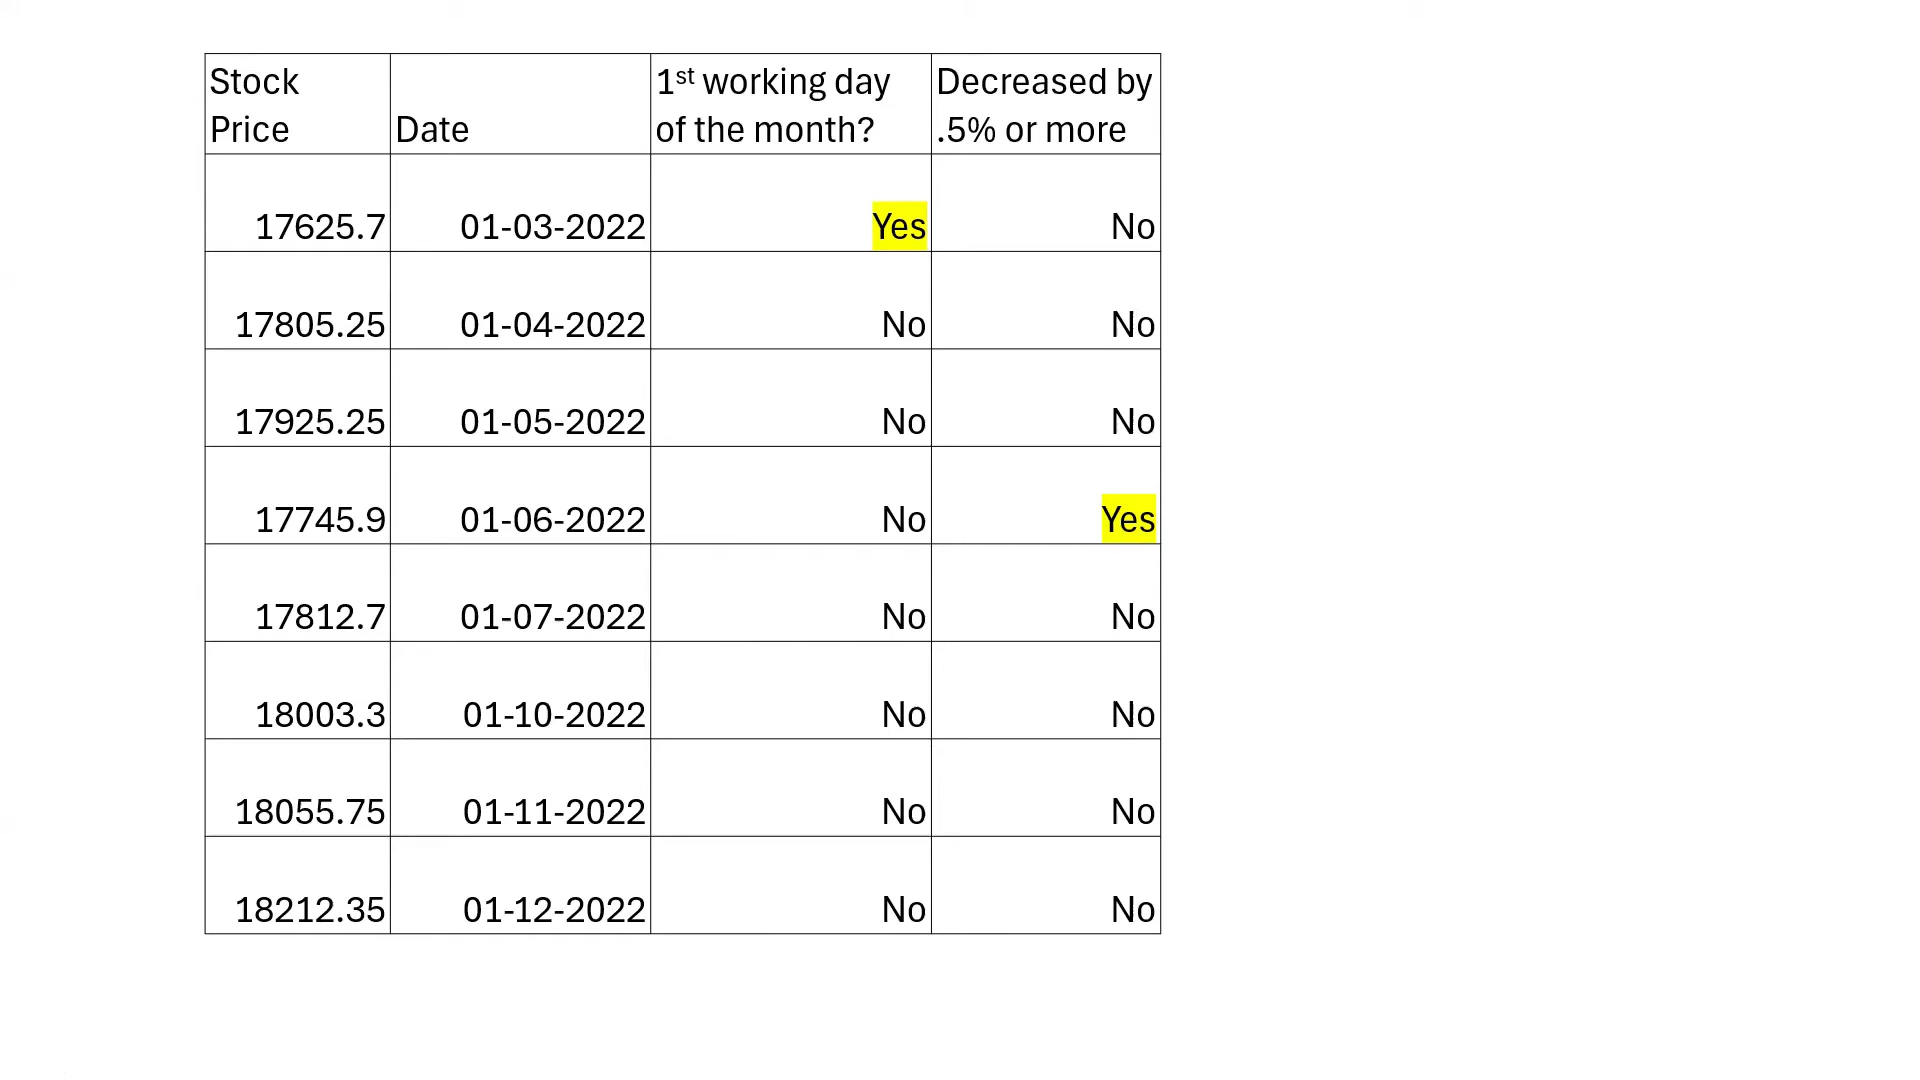 Stock Price	Date	1st working day of the month?	Decreased by .5% or more
17625.7	01-03-2022	Yes	No
17805.25	01-04-2022	No	No
17925.25	01-05-2022	No	No
17745.9	01-06-2022	No	Yes
17812.7	01-07-2022	No	No
18003.3	01-10-2022	No	No
18055.75	01-11-2022	No	No
18212.35	01-12-2022	No	No